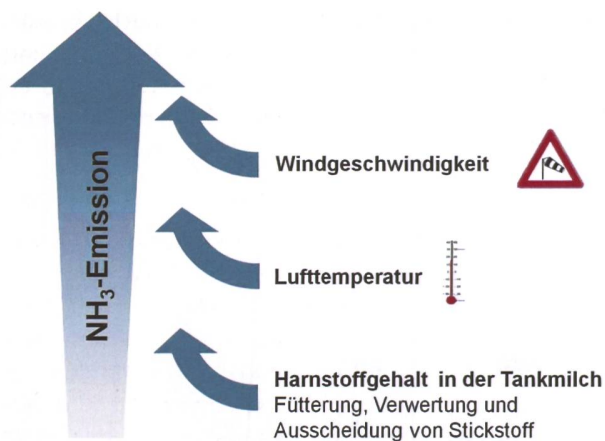 NH₃-Emission
Windgeschwindigkeit
Lufttemperatur
Harnstoffgehalt in der Tankmilch
Fütterung, Verwertung und
Ausscheidung von Stickstoff